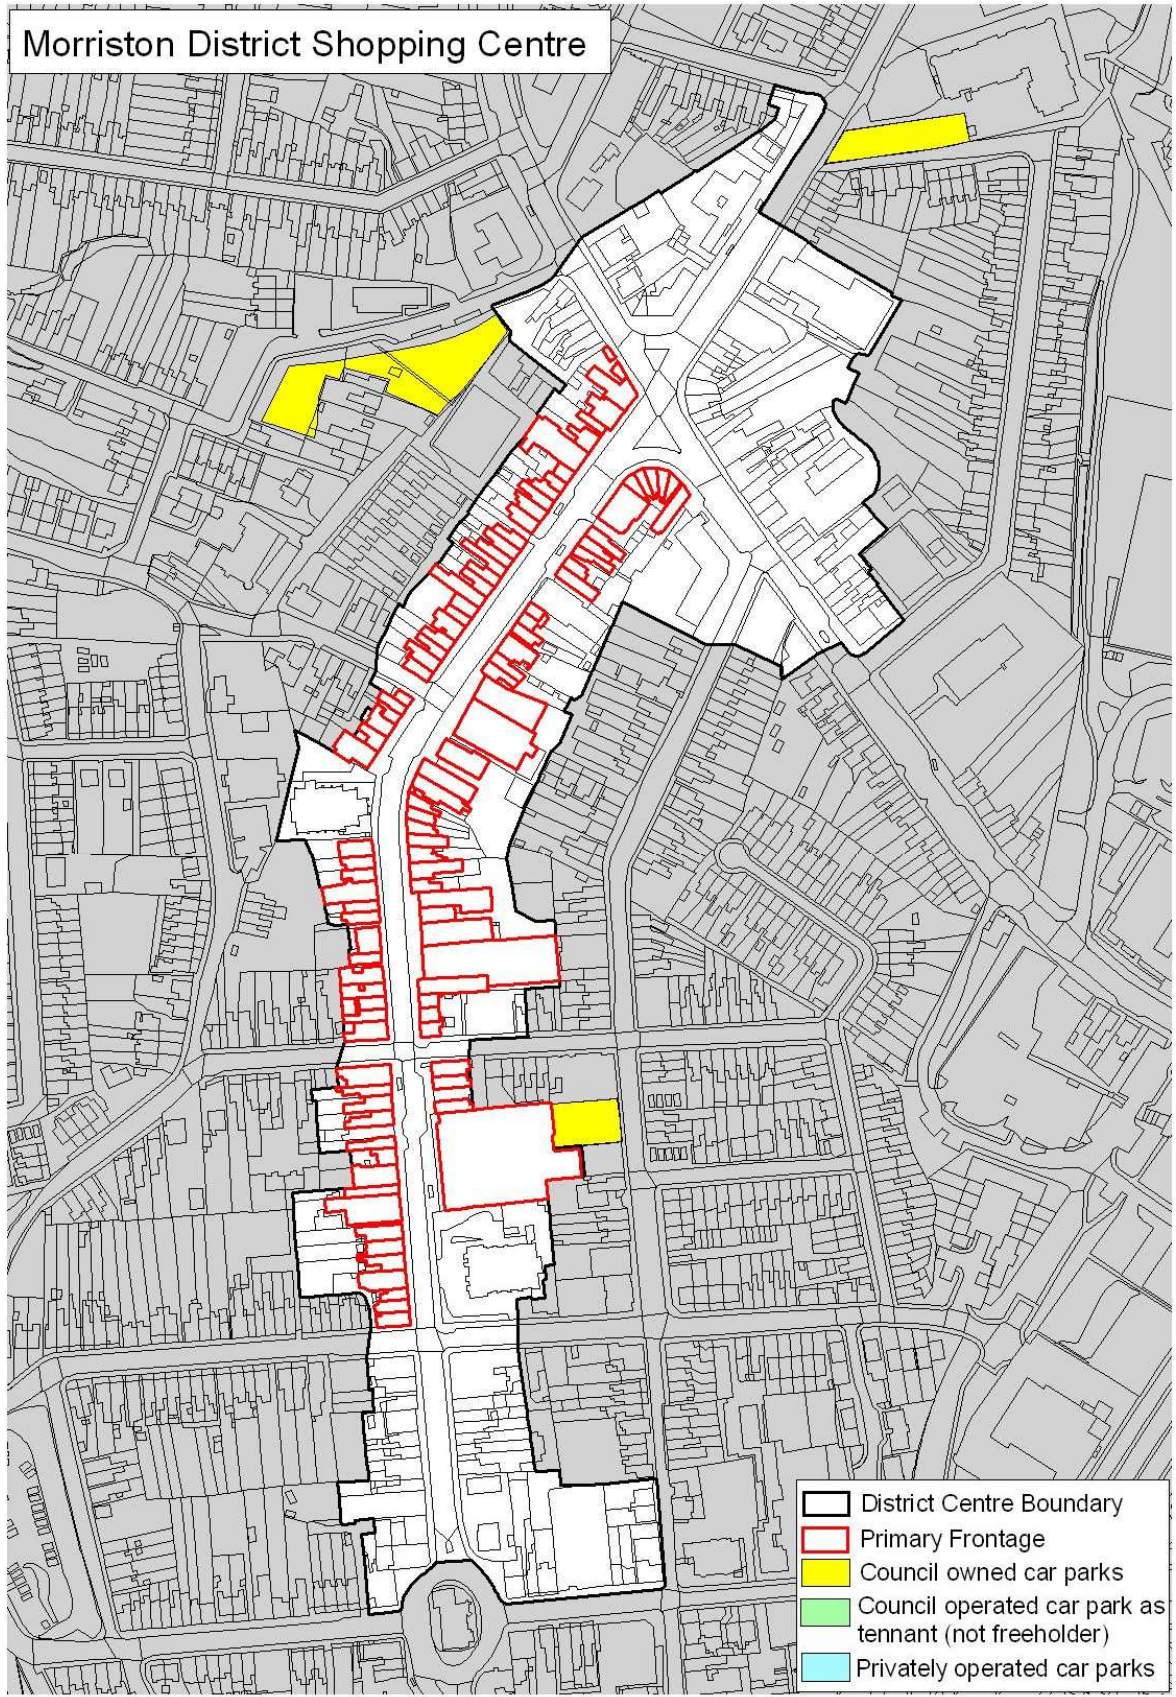 Morriston District Shopping Centre
District Centre Boundary
Primary Frontage
Council owned car parks
Council operated car park as
tennant (not freeholder)
Privately operated car parks